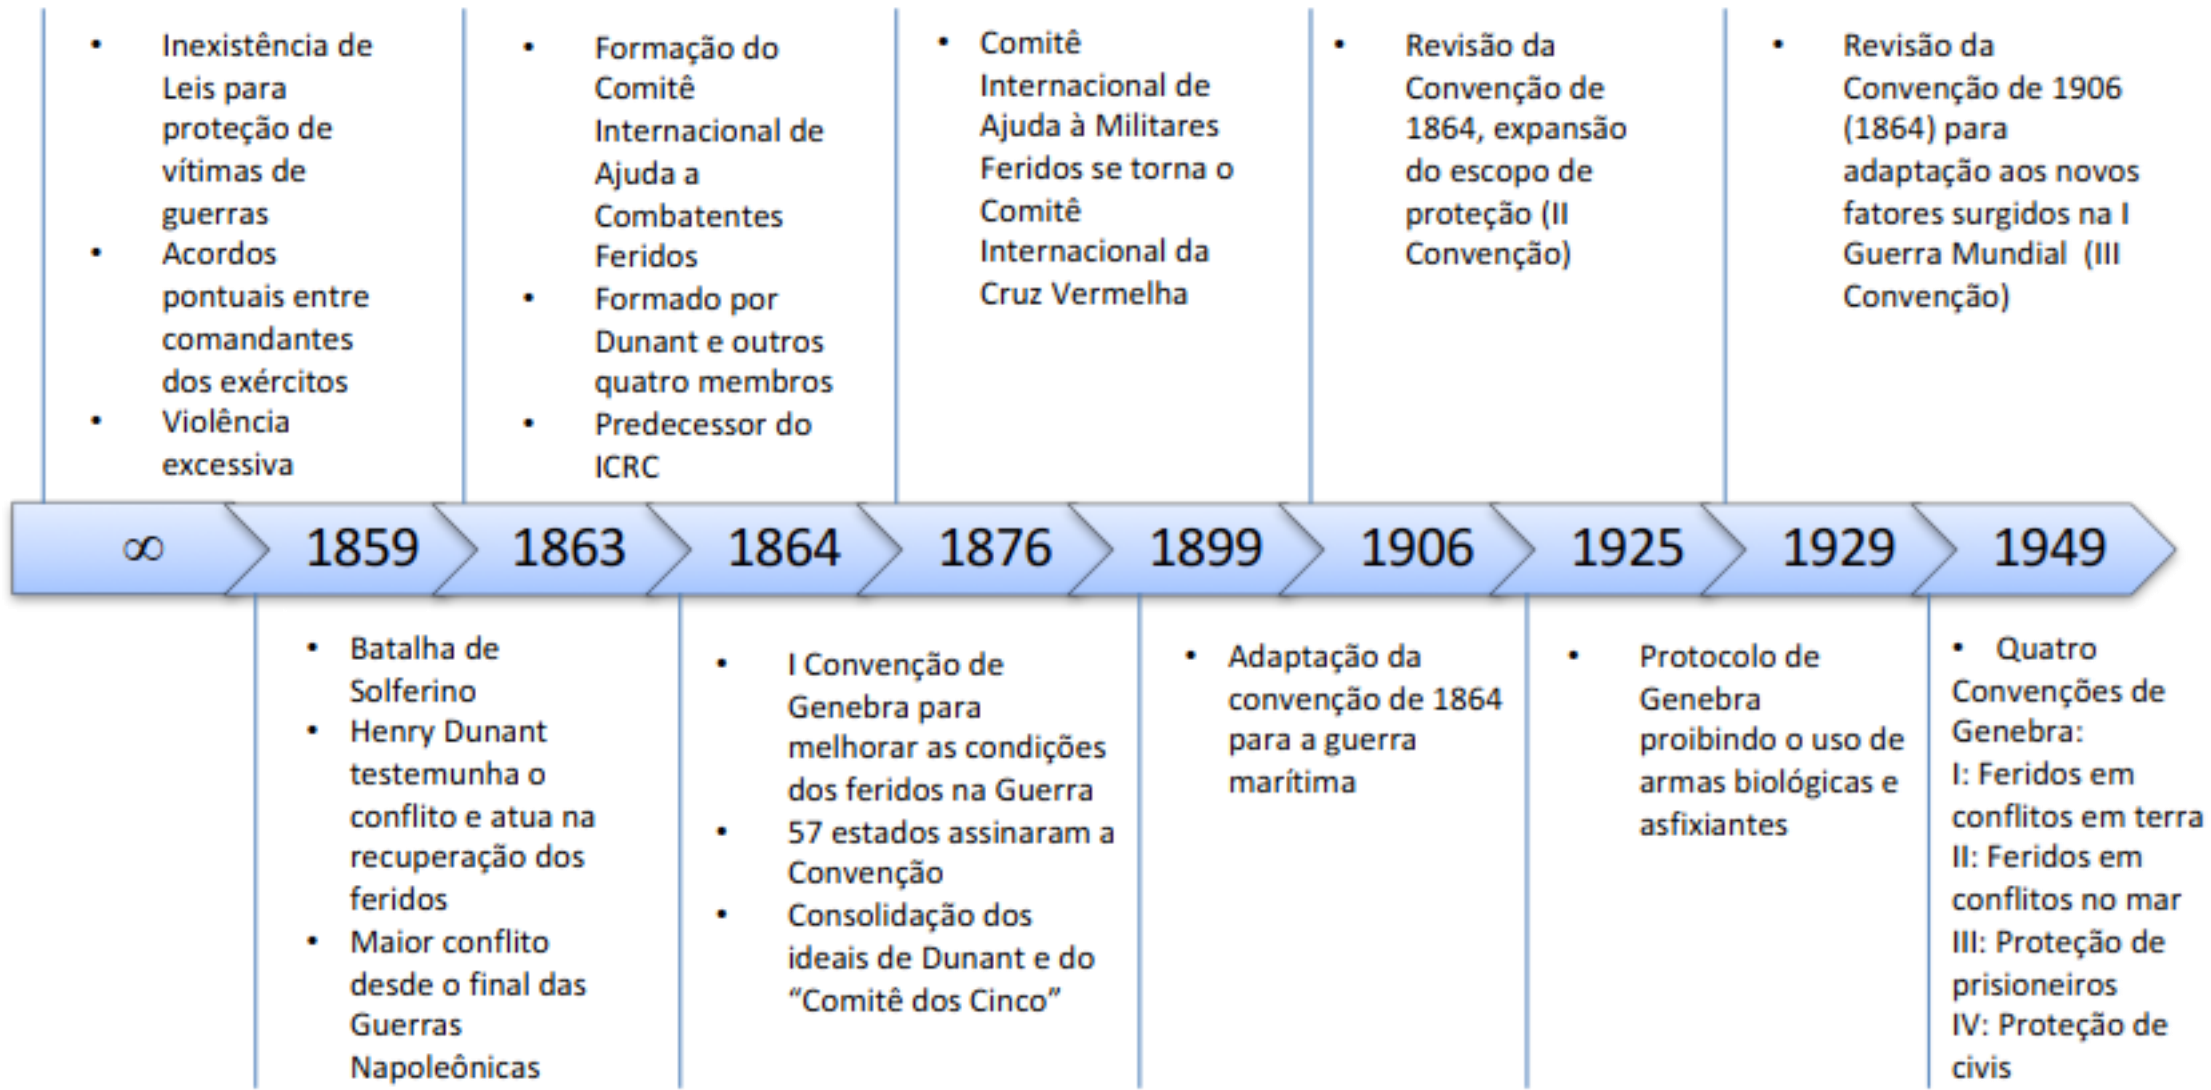 • Inexistência de
Leis para
proteção de
vítimas de
guerras
• Acordos
pontuais entre
comandantes
dos exércitos
• Violência
excessiva
• Formação do
Comitê
Internacional de
Ajuda a
Combatentes
Feridos
• Formado por
Dunant e outros
quatro membros
• Predecessor do
ICRC
• Comitê
Internacional de
Ajuda à Militares
Feridos se torna o
Comitê
Internacional da
Cruz Vermelha
• Revisão da
Convenção de
1864, expansão
do escopo de
proteção (II
Convenção)
• Revisão da
Convenção de 1906
(1864) para
adaptação aos novos
fatores surgidos na I
Guerra Mundial (III
Convenção)
∞ 1859 1863 1864 1876 1899 1906 1925 1929 1949
• Batalha de
Solferino
• Henry Dunant
testemunha o
conflito e atua na
recuperação dos
feridos
• Maior conflito
desde o final das
Guerras
Napoleônicas
• I Convenção de
Genebra para
melhorar as condições
dos feridos na Guerra
• 57 estados assinaram a
Convenção
• Consolidação dos
ideais de Dunant e do
“Comitê dos Cinco”
• Adaptação da
convenção de 1864
para a guerra
marítima
• Protocolo de
Genebra
proibindo o uso de
armas biológicas e
asfixiantes
• Quatro
Convenções de
Genebra:
I: Feridos em
conflitos em terra
II: Feridos em
conflitos no mar
III: Proteção de
prisioneiros
IV: Proteção de
civis